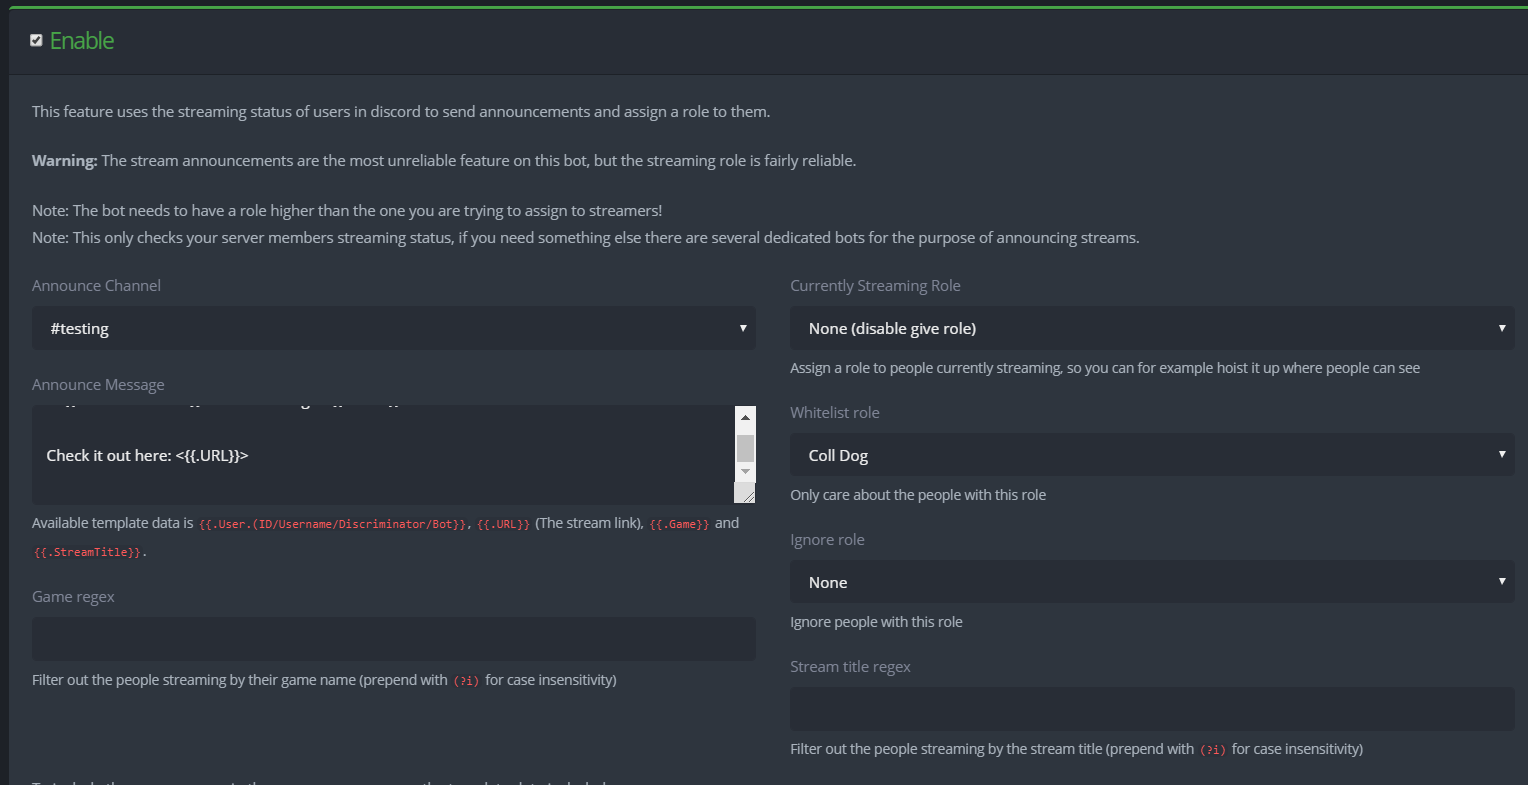 Enable
This feature uses the streaming status of users in discord to send announcements and assign a role to them.
Warning: The stream announcements are the most unreliable feature on this bot, but the streaming role is fairly reliable.
Note: The bot needs to have a role higher than the one you are trying to assign to streamers!
Note: This only checks your server members streaming status, if you need something else there are several dedicated bots for the purpose of announcing streams.
Announce Channel
#testing
Announce Message
Check it out here: <{{.URL}}>
Available template data is {{.User.(ID/Username/Discriminator/Bot}}, {{.URL}} (The stream link), {{.Game}} and
{{.StreamTitle}}.
Game regex
Filter out the people streaming by their game name (prepend with (?i) for case insensitivity)
Currently Streaming Role
None (disable give role)
Assign a role to people currently streaming, so you can for example hoist it up where people can see
Whitelist role
Coll Dog
Only care about the people with this role
Ignore role
None
Ignore people with this role
Stream title regex
Filter out the people streaming by the stream title (prepend with (?i) for case insensitivity)